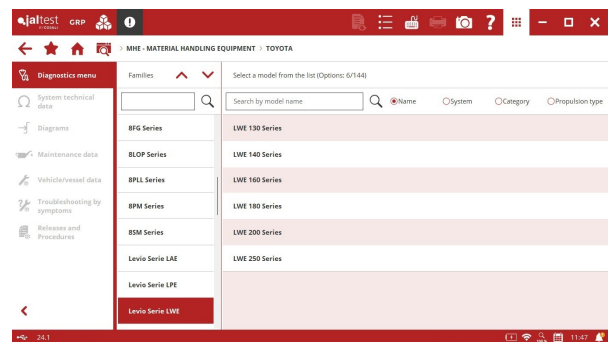 jaltest GRP
> MHE - MATERIAL HANDLING EQUIPMENT > TOYOTA
Diagnostics menu
System technical data
Diagrams
Maintenance data
Vehicle/vessel data
Troubleshooting by symptoms
Releases and Procedures
Families
8FG Series
8LOP Series
8PLL Series
8PM Series
8SM Series
Levio Serie LAE
Levio Serie LPE
Levio Serie LWE
Select a model from the list (Options: 6/144)
Search by model name
Name System Category Propulsion type
LWE 130 Series
LWE 140 Series
LWE 160 Series
LWE 180 Series
LWE 200 Series
LWE 250 Series
24.1
11:47